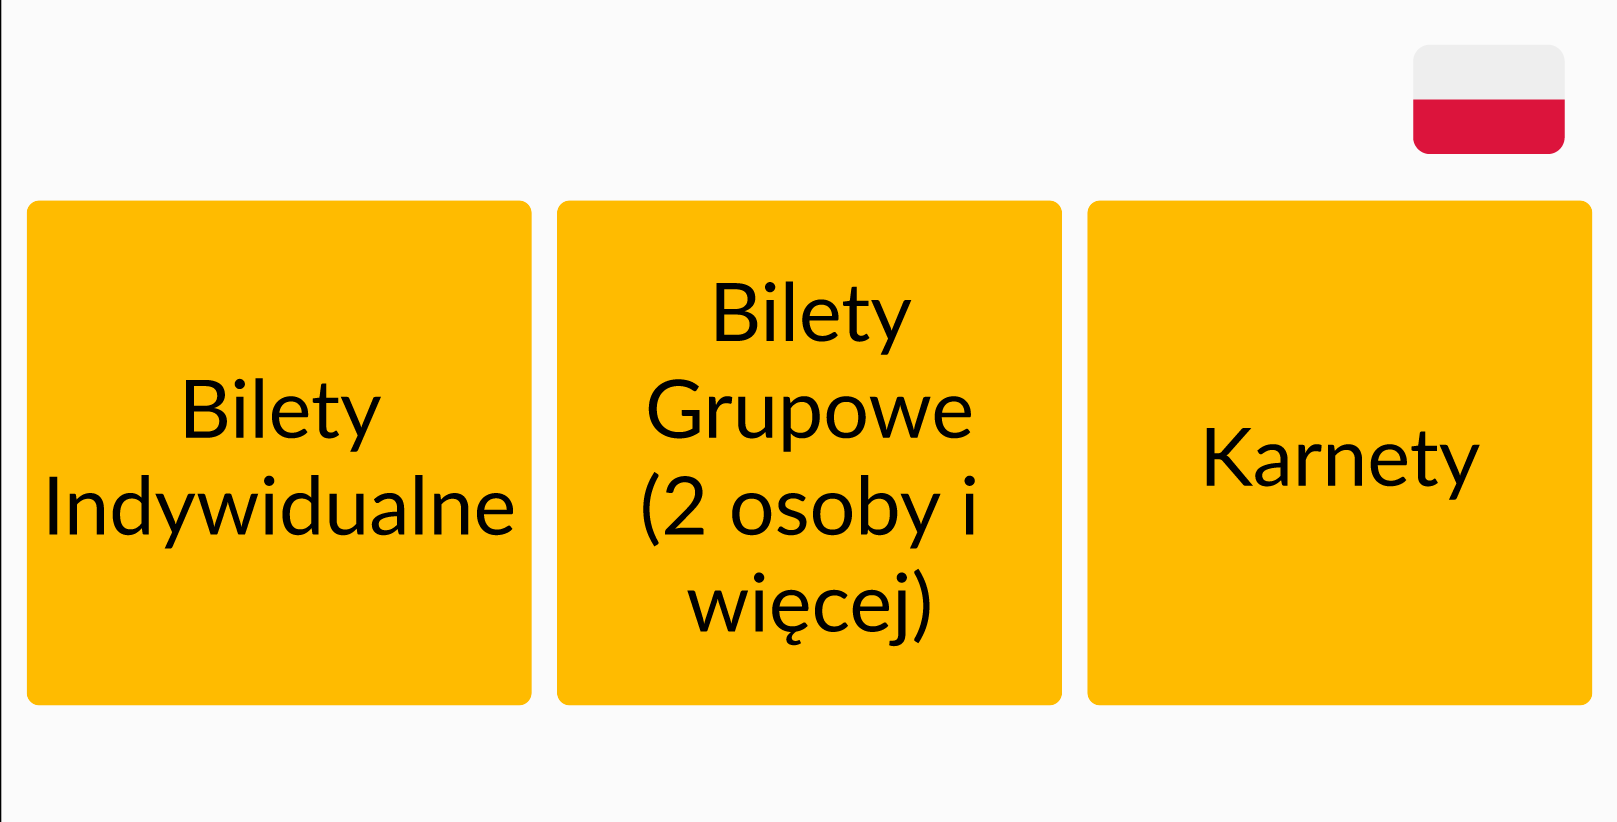 Bilety
Indywidualne
Bilety
Grupowe
(2 osoby i
więcej)
Karnety